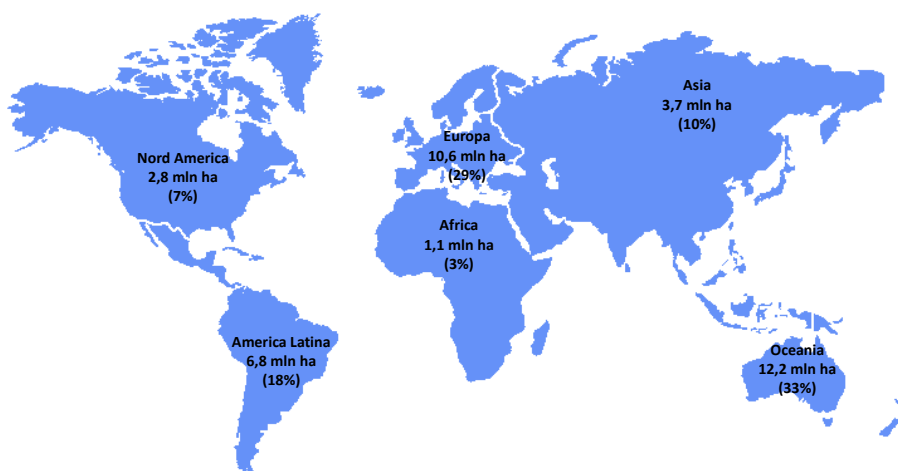 Nord America
2,8 mln ha
(7%)
Europa
10,6 mln ha
(29%)
Asia
3,7 mln ha
(10%)
Africa
1,1 mln ha
(3%)
America Latina
6,8 mln ha
(18%)
Oceania
12,2 mln ha
(33%)